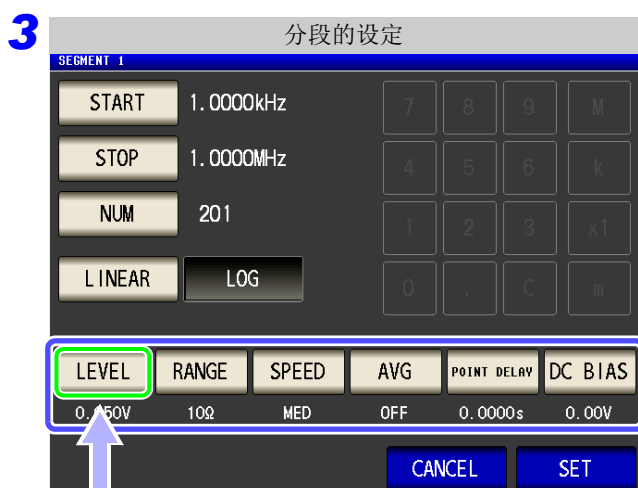 3
分段的设定
SEGMENT 1
START 1.0000kHz 7 8 9 M
STOP 1.0000MHz 4 5 6 k
NUM 201 1 2 3 x1
LINEAR LOG 0 . C m
LEVEL RANGE SPEED AVG POINT DELAY DC BIAS
10Ω MED OFF 0.0000s 0.00V
CANCEL SET